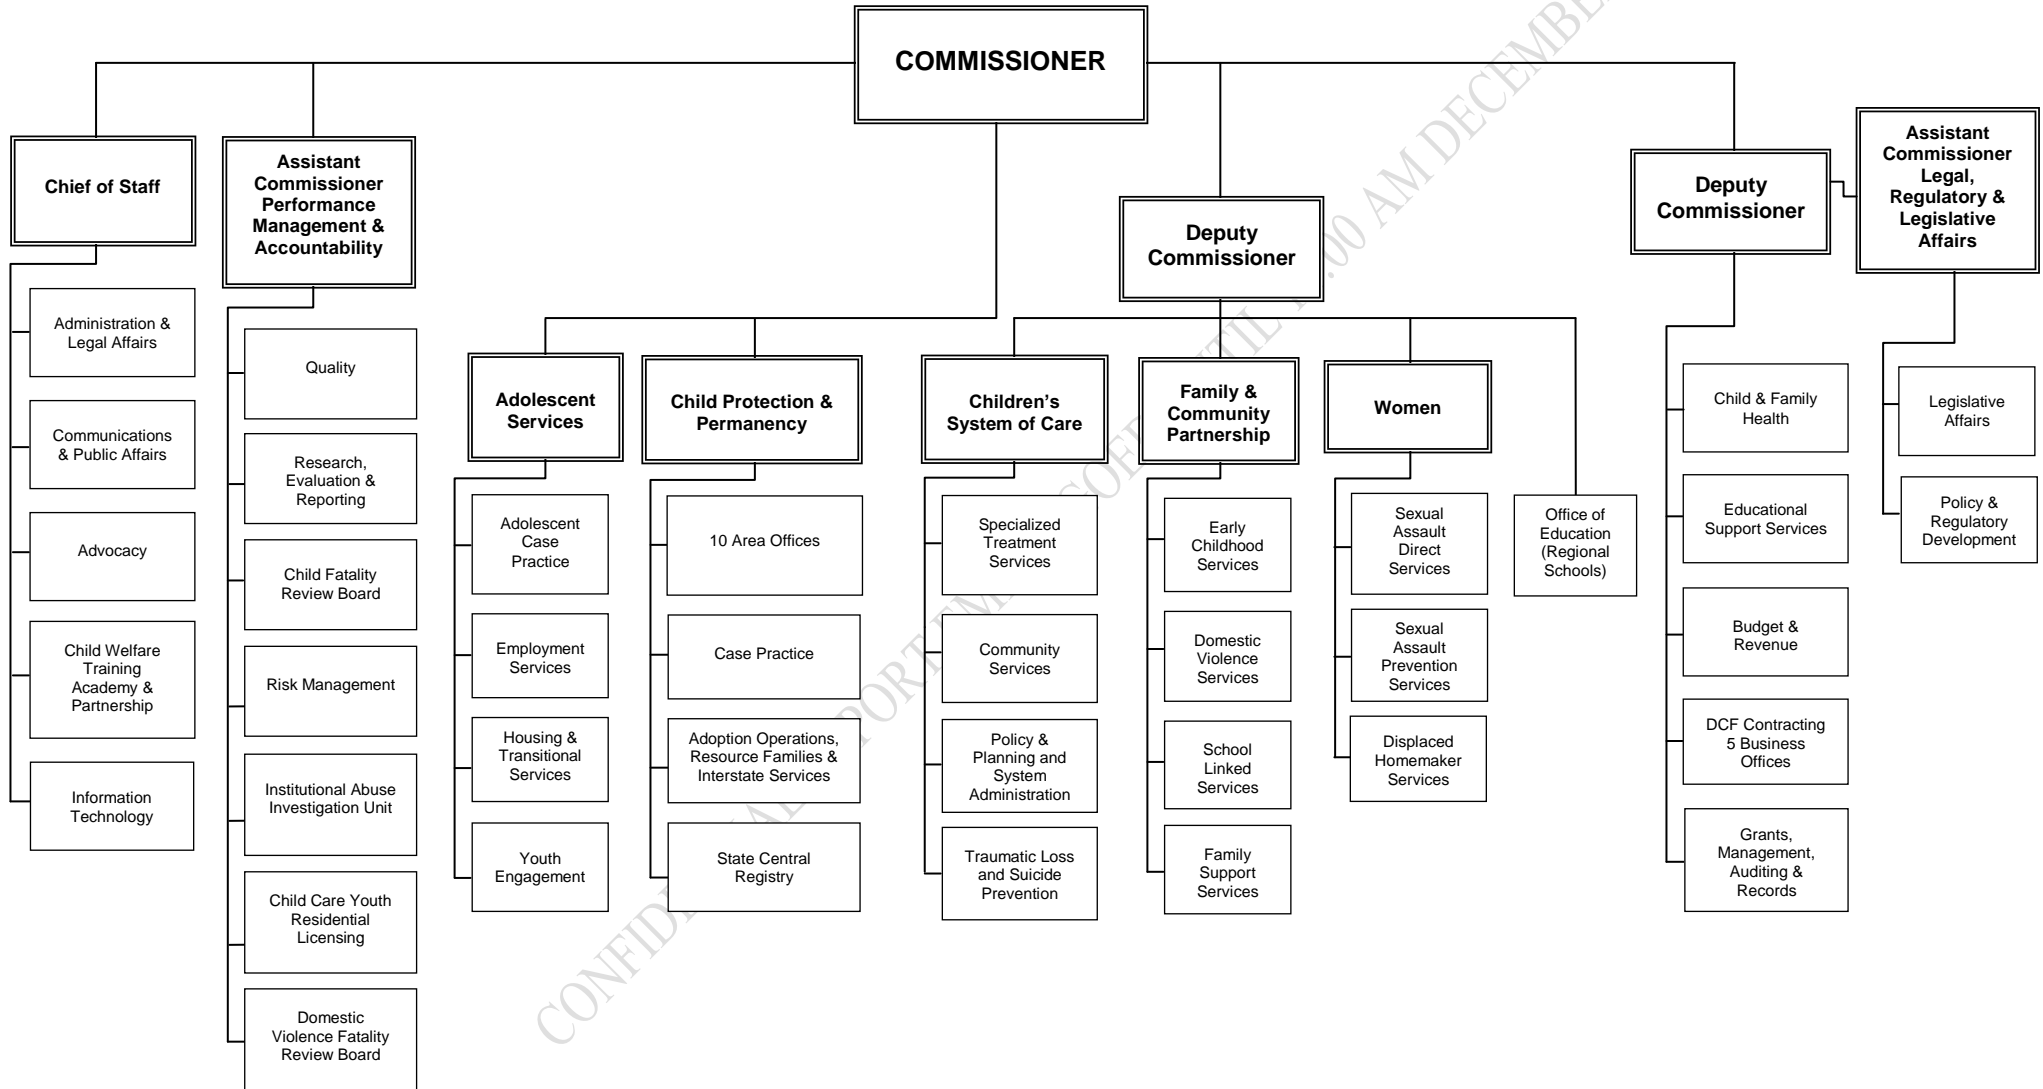 COMMISSIONER
Chief of Staff
Assistant
Commissioner
Performance
Management &
Accountability
Deputy
Commissioner
Deputy
Commissioner
Assistant
Commissioner
Legal,
Regulatory &
Legislative
Affairs
Administration &
Legal Affairs
Communications
& Public Affairs
Advocacy
Child Welfare
Training
Academy &
Partnership
Information
Technology
Quality
Research,
Evaluation &
Reporting
Child Fatality
Review Board
Risk Management
Institutional Abuse
Investigation Unit
Child Care Youth
Residential
Licensing
Domestic
Violence Fatality
Review Board
Adolescent
Services
Adolescent
Case
Practice
Employment
Services
Housing &
Transitional
Services
Youth
Engagement
Child Protection &
Permanency
10 Area Offices
Case Practice
Adoption Operations,
Resource Families &
Interstate Services
State Central
Registry
Children's
System of Care
Specialized
Treatment
Services
Community
Services
Policy &
Planning and
System
Administration
Traumatic Loss
and Suicide
Prevention
Family &
Community
Partnership
Early
Childhood
Services
Domestic
Violence
Services
School
Linked
Services
Family
Support
Services
Women
Sexual
Assault
Direct
Services
Sexual
Assault
Prevention
Services
Displaced
Homemaker
Services
Office of
Education
(Regional
Schools)
Child & Family
Health
Educational
Support Services
Budget &
Revenue
DCF Contracting
5 Business
Offices
Grants,
Management,
Auditing &
Records
Legislative
Affairs
Policy &
Regulatory
Development
AM